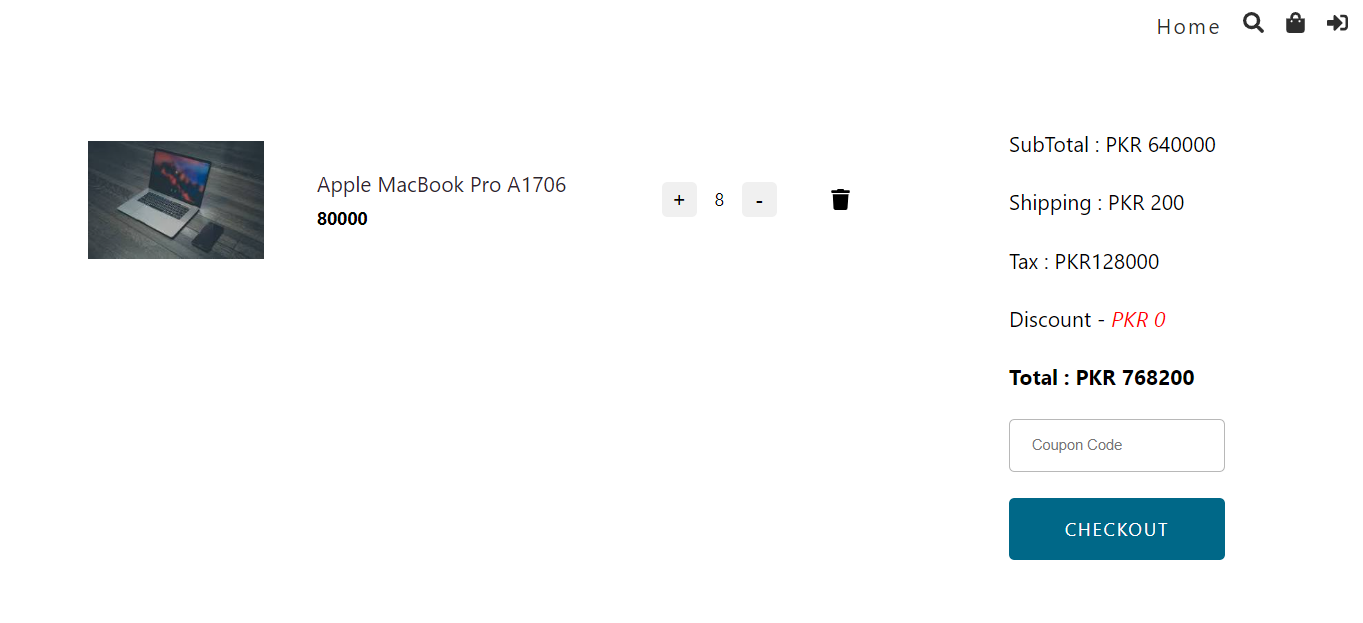 Home
Apple MacBook Pro A1706
80000
+ 8 -
SubTotal : PKR 640000
Shipping : PKR 200
Tax : PKR128000
Discount - PKR 0
Total : PKR 768200
Coupon Code
CHECKOUT